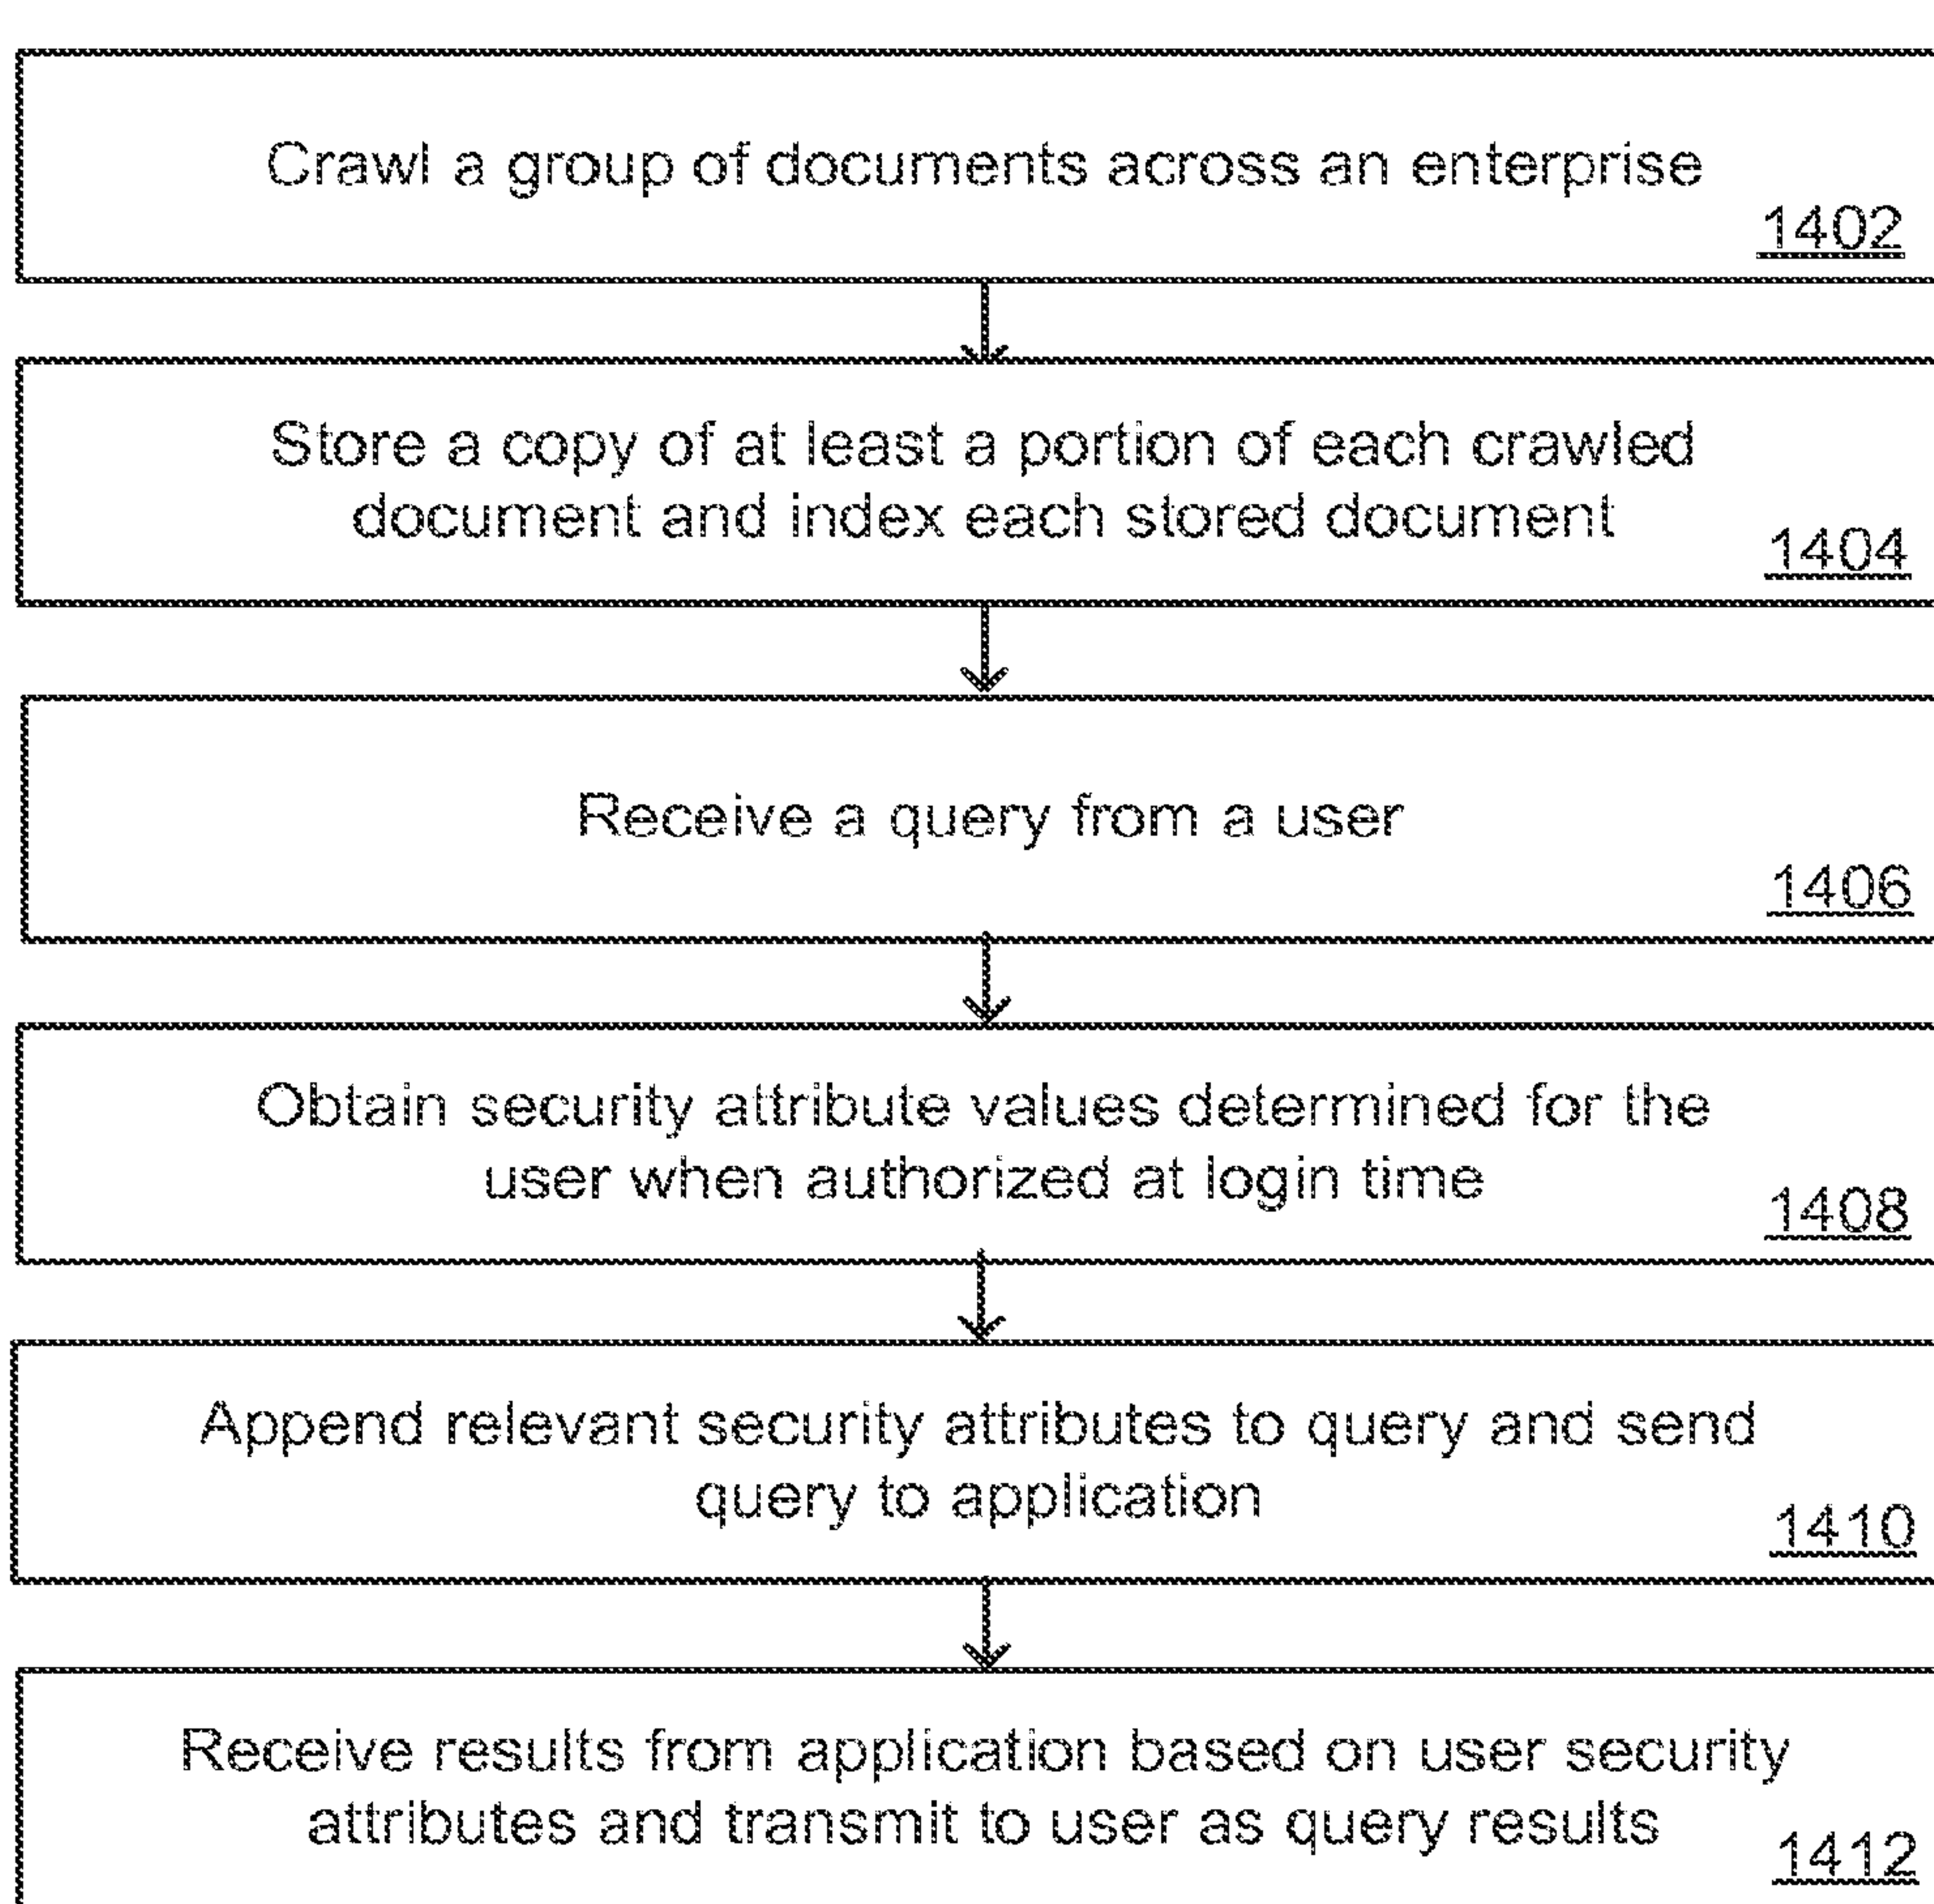 Crawl a group of documents across an enterprise
1402
Store a copy of at least a portion of each crawled
document and index each stored document
1404
Receive a query from a user
1406
Obtain security attribute values determined for the
user when authorized at login time
1408
Append relevant security attributes to query and send
query to application
1410
Receive results from application based on user security
attributes and transmit to user as query results
1412